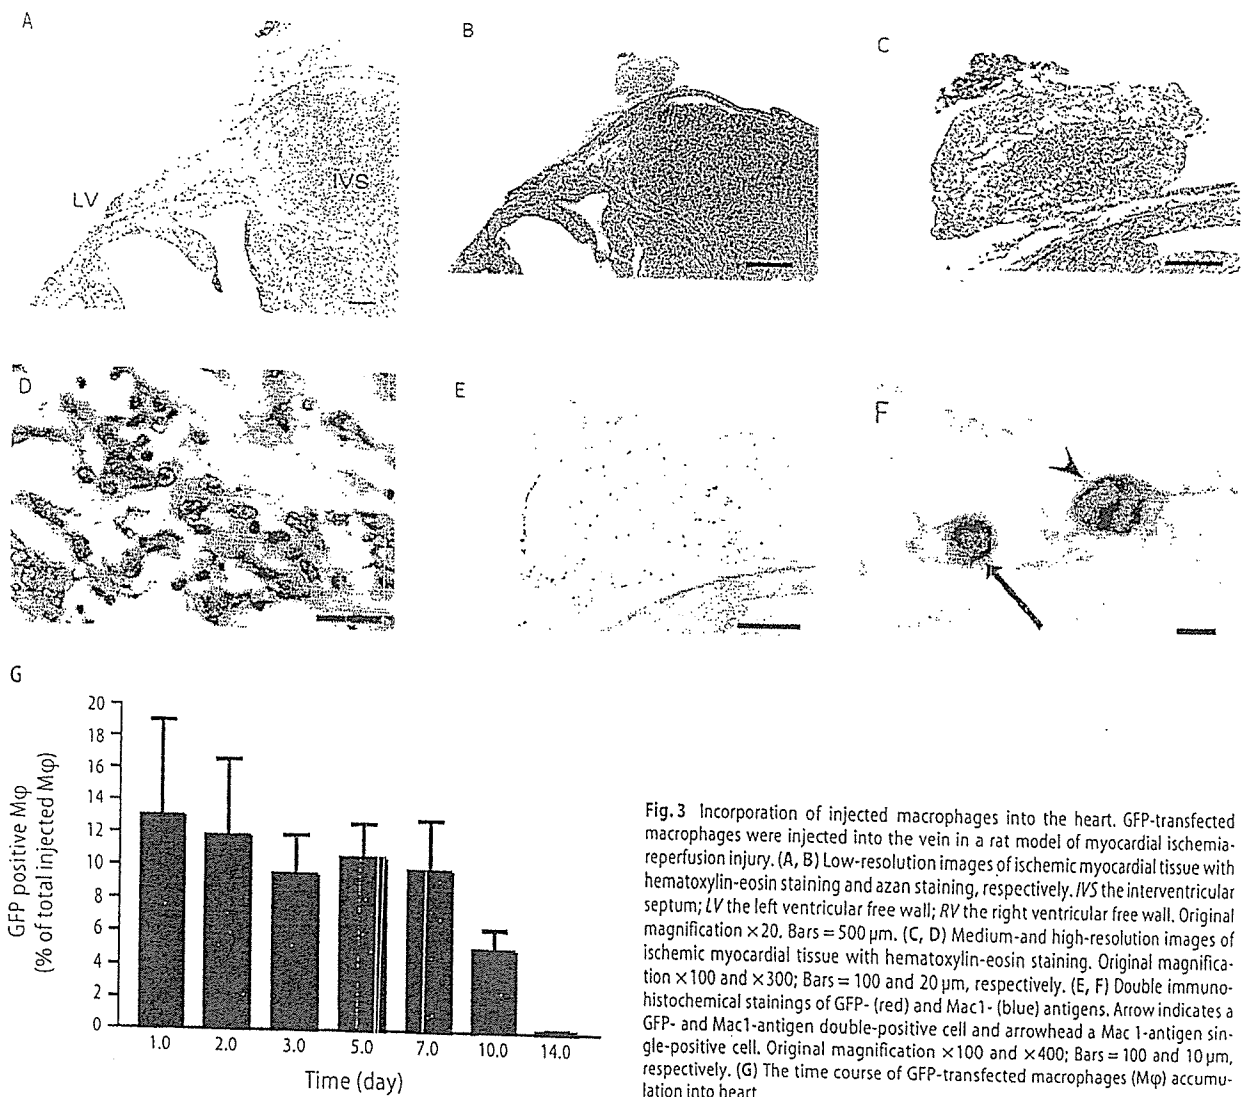 A
B
C
LV
IVS
D
E
F
G
GFP positive Mφ
(% of total injected Mφ)
20
18
16
14
12
10
8
6
4
2
0
1.0 2.0 3.0 5.0 7.0 10.0 14.0
Time (day)
Fig. 3 Incorporation of injected macrophages into the heart. GFP-transfected
macrophages were injected into the vein in a rat model of myocardial ischemia-
reperfusion injury. (A, B) Low-resolution images of ischemic myocardial tissue with
hematoxylin-eosin staining and azan staining, respectively. IVS the interventricular
septum; LV the left ventricular free wall; RV the right ventricular free wall. Original
magnification ×20. Bars = 500 μm. (C, D) Medium-and high-resolution images of
ischemic myocardial tissue with hematoxylin-eosin staining. Original magnifica-
tion ×100 and ×300; Bars = 100 and 20 μm, respectively. (E, F) Double immuno-
histochemical stainings of GFP- (red) and Mac1- (blue) antigens. Arrow indicates a
GFP- and Mac1-antigen double-positive cell and arrowhead a Mac 1-antigen sin-
gle-positive cell. Original magnification ×100 and ×400; Bars = 100 and 10 μm,
respectively. (G) The time course of GFP-transfected macrophages (Mφ) accumu-
lation into heart